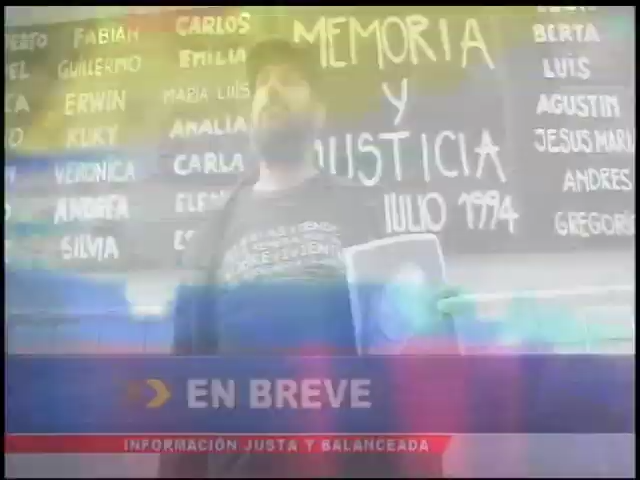 FABIÁN
GUILLERMO
ERWIN
KUKY
VERONICA
ANDREA
SILVIA
CARLOS
EMILIA
MARIA LUIS
ANALIA
CARLA
MEMORIA
Y
JUSTICIA
JULIO 1994
BERTA
LUIS
AGUSTIN
JESUS MARIA
ANDRES
GREGORIO
EN BREVE
INFORMACIÓN JUSTA Y BALANCEADA